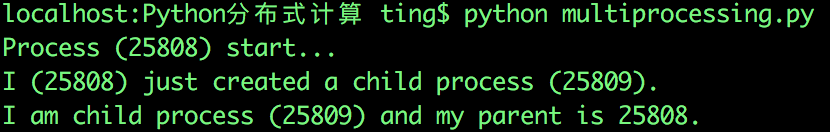 localhost:Python分布式计算 ting$ python multiprocessing.py
Process (25808) start...
I (25808) just created a child process (25809).
I am child process (25809) and my parent is 25808.